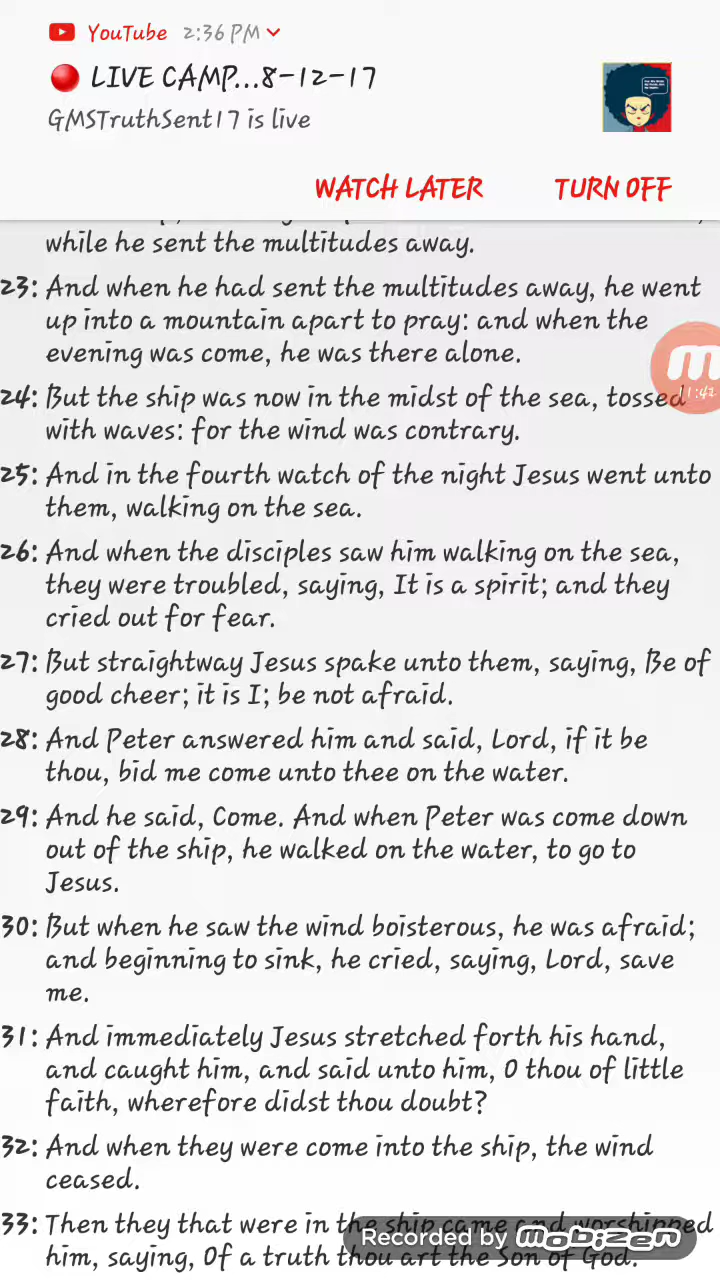 YouTube 2:36 PM
LIVE CAMP...8-12-17
GMSTruthSent17 is live
WATCH LATER TURN OFF
while he sent the multitudes away.
23: And when he had sent the multitudes away, he went
up into a mountain apart to pray: and when the
evening was come, he was there alone.
24: But the ship was now in the midst of the sea, tossed
with waves: for the wind was contrary.
25: And in the fourth watch of the night Jesus went unto
them, walking on the sea.
26: And when the disciples saw him walking on the sea,
they were troubled, saying, It is a spirit; and they
cried out for fear.
27: But straightway Jesus spake unto them, saying, Be of
good cheer; it is I; be not afraid.
28: And Peter answered him and said, Lord, if it be
thou, bid me come unto thee on the water.
29: And he said, Come. And when Peter was come down
out of the ship, he walked on the water, to go to
Jesus.
30: But when he saw the wind boisterous, he was afraid;
and beginning to sink, he cried, saying, Lord, save
me.
31: And immediately Jesus stretched forth his hand,
and caught him, and said unto him, O thou of little
faith, wherefore didst thou doubt?
32: And when they were come into the ship, the wind
ceased.
33: Then they that were in the ship came and worshipped
him, saying, Of a truth thou art the Son of God.
m
11:42
Recorded by mobizen